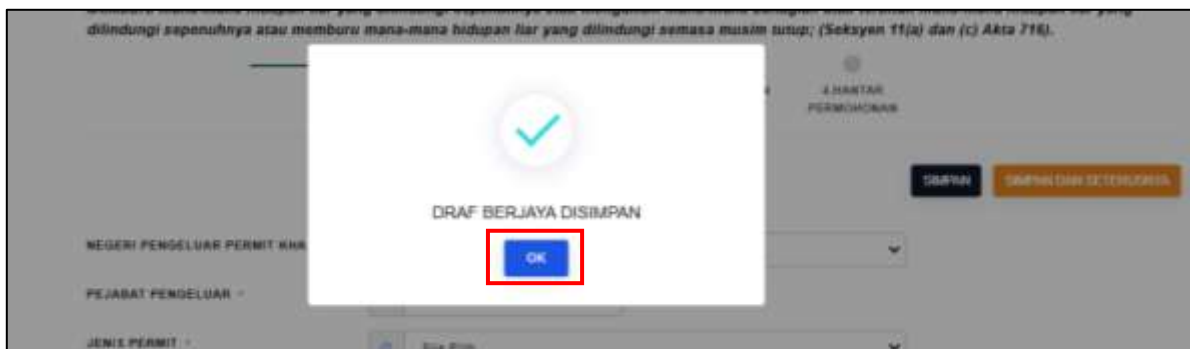 dilindungi sepenuhnya atau memburu mana-mana hidupan liar yang dilindungi semasa musim tutup; (Seksyen 11(a) dan (c) Akta 716).
4.HANTAR
PERMOHONAN
SIMPAN
SIMPAN DAN SETERUSNYA
DRAF BERJAYA DISIMPAN
NEGERI PENGELUAR PERMIT
OK
PEJABAT PENGELUAR *
JENIS PERMIT *